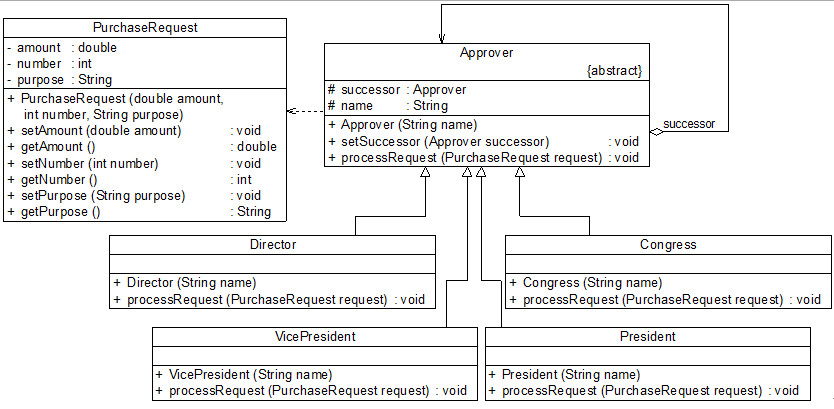 PurchaseRequest
- amount : double
- number : int
- purpose : String
+ PurchaseRequest (double amount,
int number, String purpose)
+ setAmount (double amount) : void
+ getAmount () : double
+ setNumber (int number) : void
+ getNumber () : int
+ setPurpose (String purpose) : void
+ getPurpose () : String
Approver
{abstract}
# successor : Approver
# name : String
+ Approver (String name)
+ setSuccessor (Approver successor) : void
+ processRequest (PurchaseRequest request) : void
successor
Director
+ Director (String name)
+ processRequest (PurchaseRequest request) : void
Congress
+ Congress (String name)
+ processRequest (PurchaseRequest request) : void
VicePresident
+ VicePresident (String name)
+ processRequest (PurchaseRequest request) : void
President
+ President (String name)
+ processRequest (PurchaseRequest request) : void